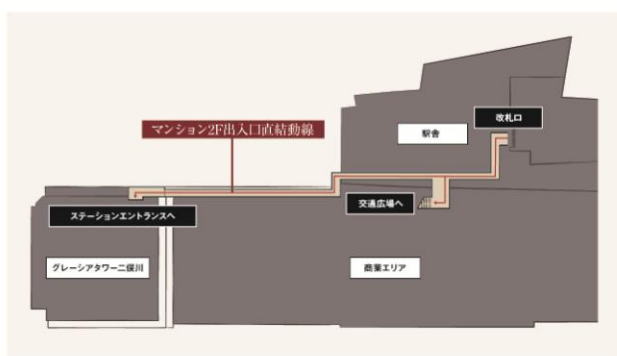 改札口
マンション2F出入口直結動線
駅舎
交通広場へ
ステーションエントランスへ
グレーシアタワー二俣川
商業エリア